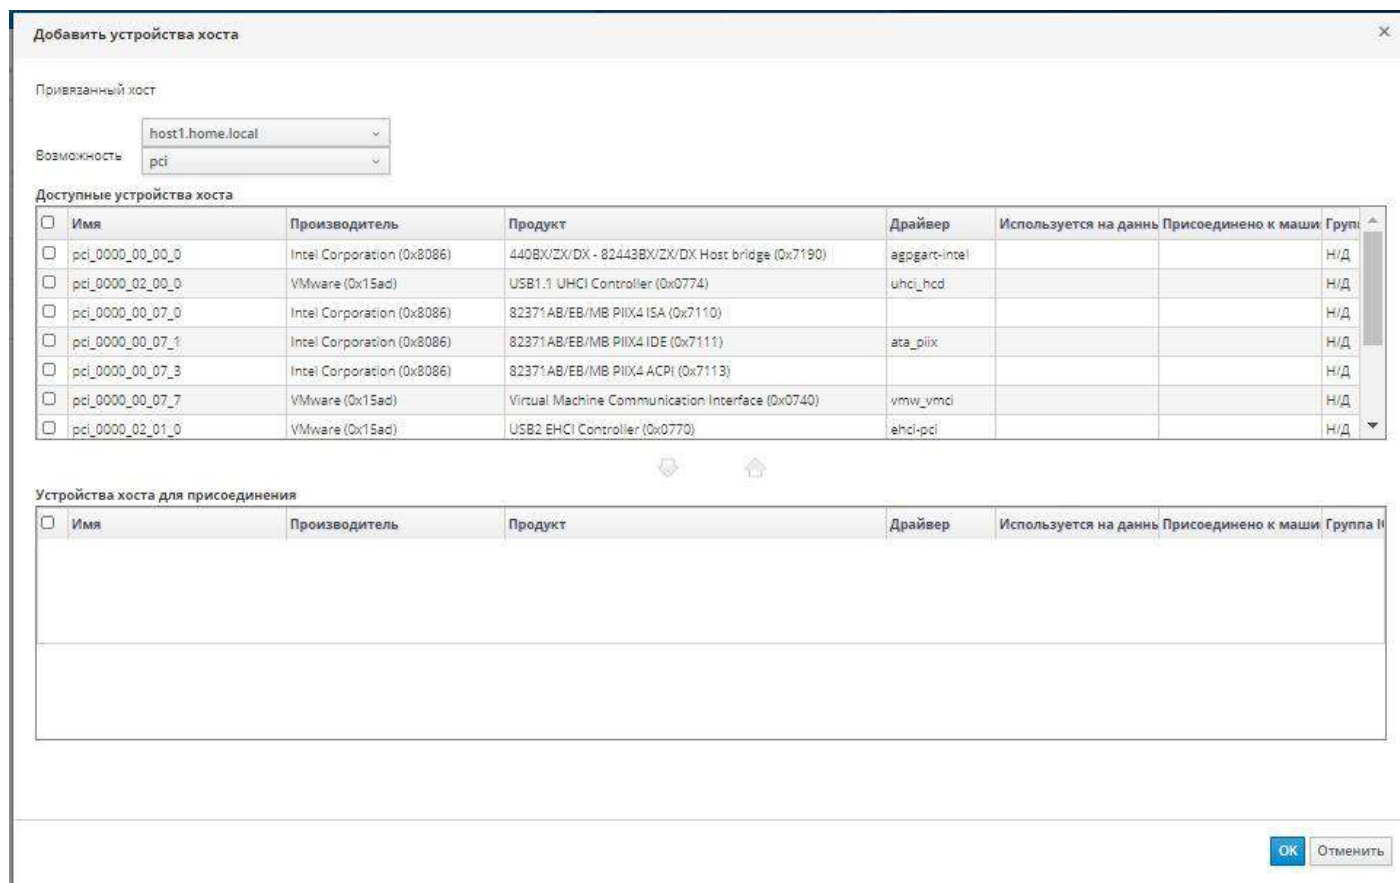 Добавить устройства хоста
Привязанный хост
host1.home.local
Возможность pci
Доступные устройства хоста
Имя Производитель Продукт Драйвер Используется на данны Присоединено к маши Групп
pci_0000_00_00_0 Intel Corporation (0x8086) 440BX/ZX/DX - 82443BX/ZX/DX Host bridge (0x7190) agpgart-intel Н/Д
pci_0000_02_00_0 VMware (0x15ad) USB1.1 UHCI Controller (0x0774) uhci_hcd Н/Д
pci_0000_00_07_0 Intel Corporation (0x8086) 82371AB/EB/MB PIIX4 ISA (0x7110) Н/Д
pci_0000_00_07_1 Intel Corporation (0x8086) 82371AB/EB/MB PIIX4 IDE (0x7111) ata_piix Н/Д
pci_0000_00_07_3 Intel Corporation (0x8086) 82371AB/EB/MB PIIX4 ACPI (0x7113) Н/Д
pci_0000_00_07_7 VMware (0x15ad) Virtual Machine Communication Interface (0x0740) vmw_vmci Н/Д
pci_0000_02_01_0 VMware (0x15ad) USB2 EHCI Controller (0x0770) ehci-pci Н/Д
Устройства хоста для присоединения
Имя Производитель Продукт Драйвер Используется на данны Присоединено к маши Группа I
OK Отменить